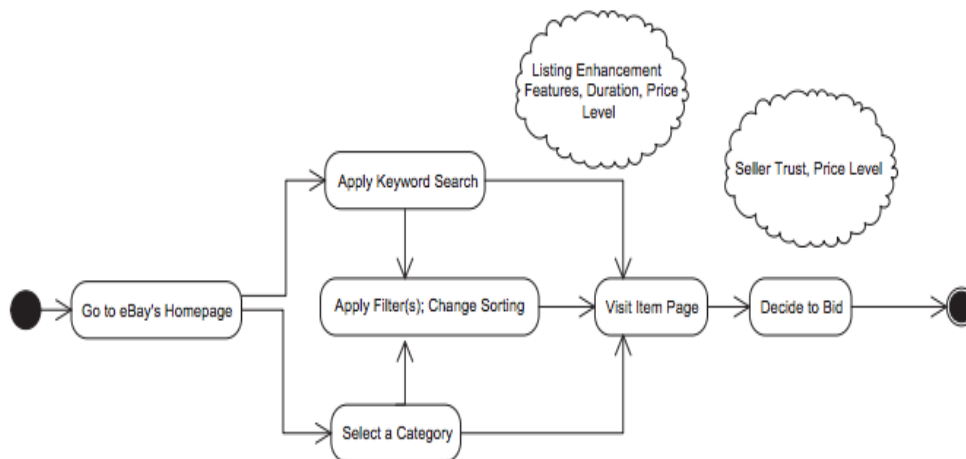 Listing Enhancement
Features, Duration, Price
Level
Seller Trust, Price Level
Apply Keyword Search
Go to eBay's Homepage
Apply Filter(s); Change Sorting
Visit Item Page
Decide to Bid
Select a Category